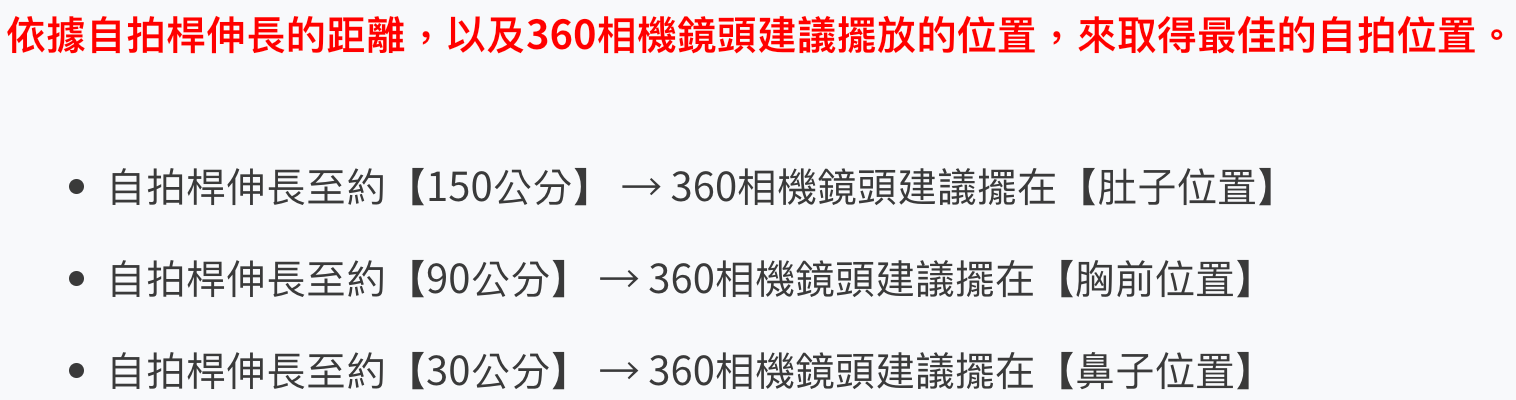 依據自拍桿伸長的距離，以及360相機鏡頭建議擺放的位置，來取得最佳的自拍位置。
• 自拍桿伸長至約【150公分】 → 360相機鏡頭建議擺在【肚子位置】
• 自拍桿伸長至約【90公分】 → 360相機鏡頭建議擺在【胸前位置】
• 自拍桿伸長至約【30公分】 → 360相機鏡頭建議擺在【鼻子位置】